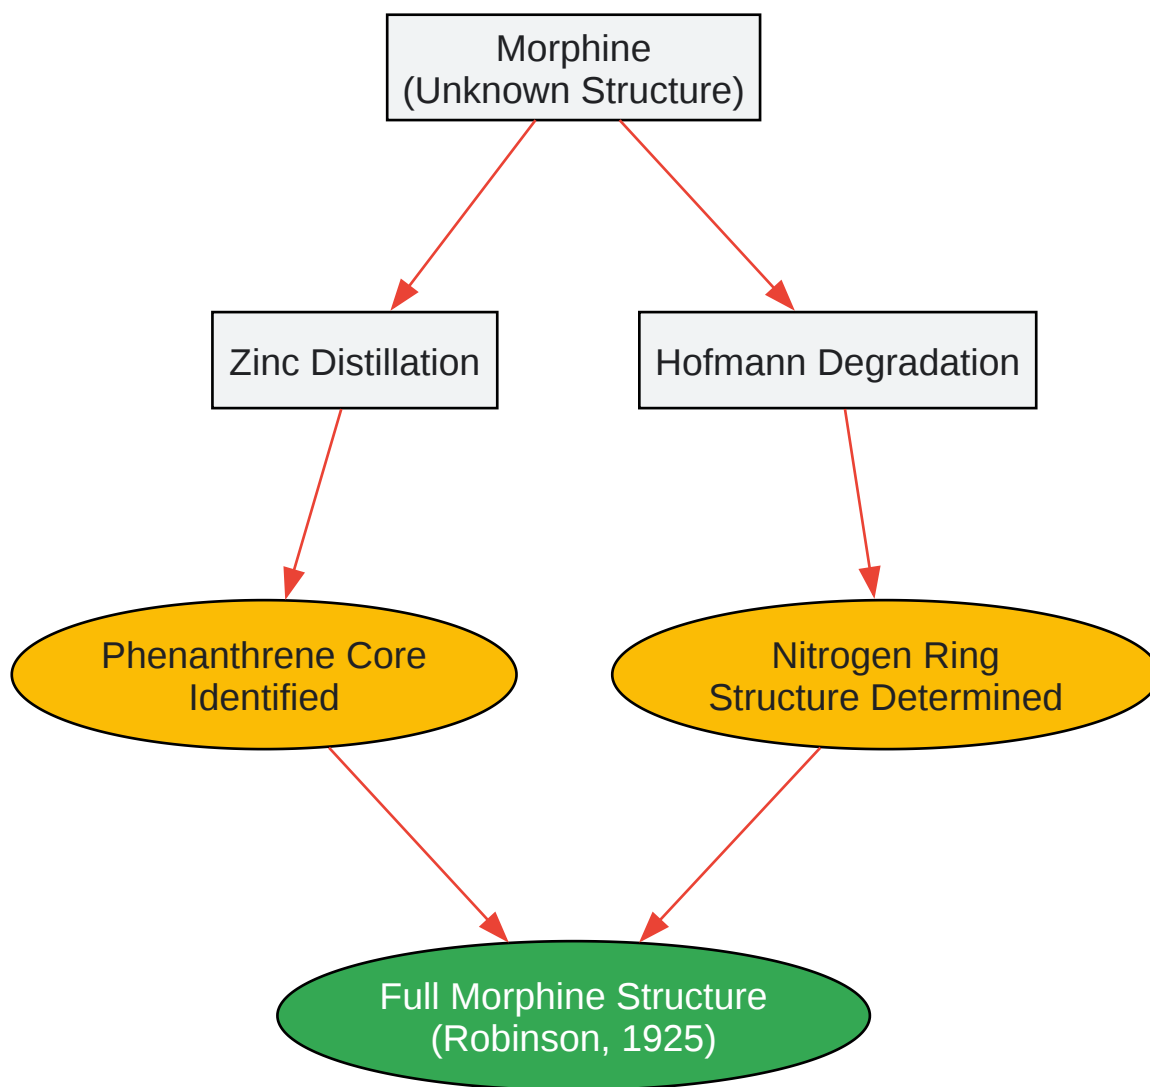 Morphine
(Unknown Structure)
Zinc Distillation
Hofmann Degradation
Phenanthrene Core
Identified
Nitrogen Ring
Structure Determined
Full Morphine Structure
(Robinson, 1925)